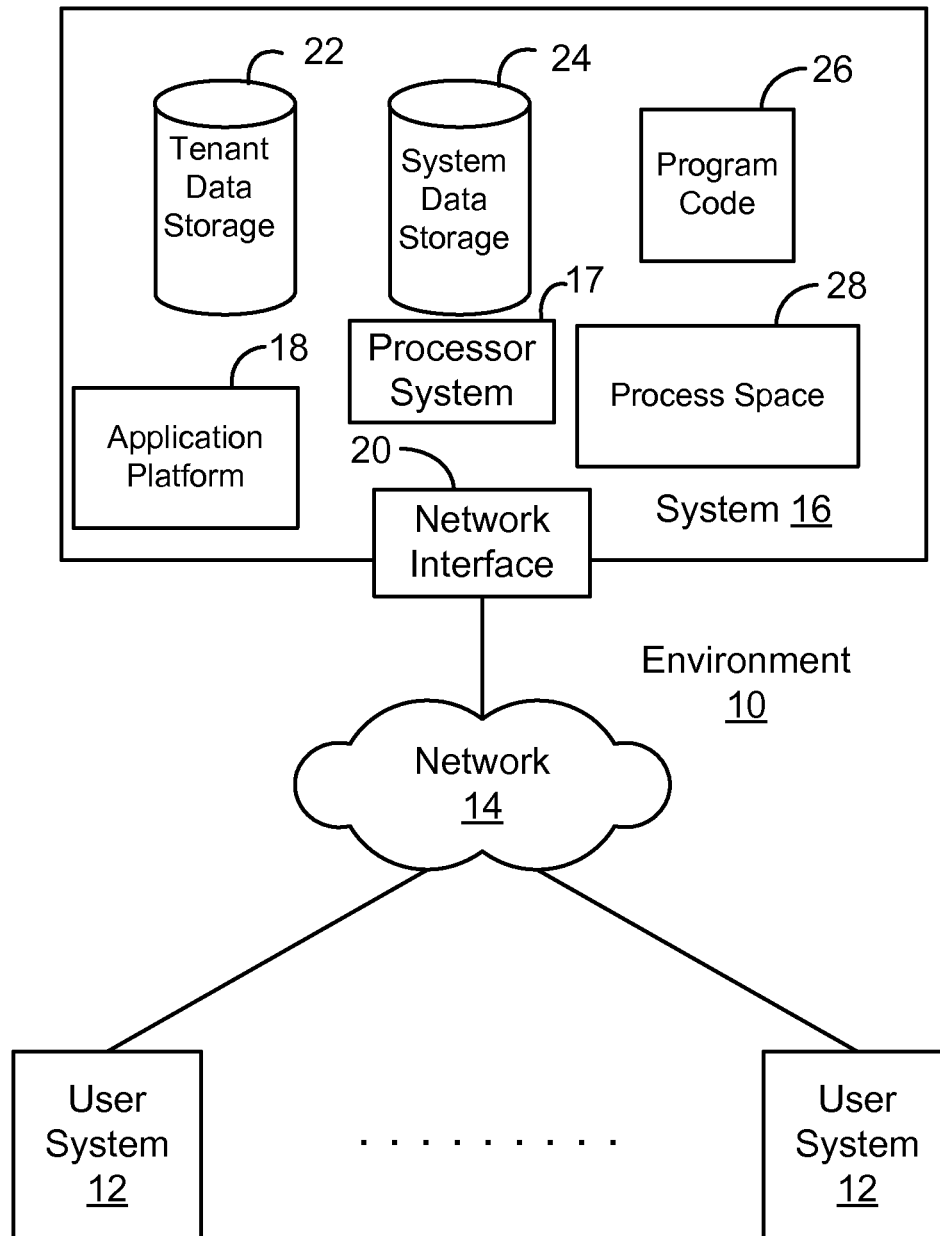 22
24
26
Tenant
Data
Storage
System
Data
Storage
Program
Code
17
28
18
Processor
System
Process Space
Application
Platform
20
Network
Interface
System 16
Environment
10
Network
14
User
System
12
. . . . . . . . .
User
System
12